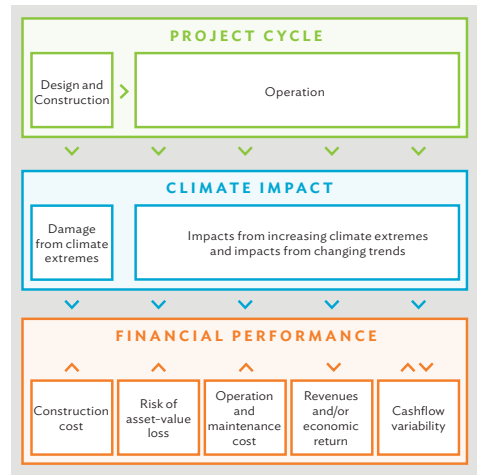 PROJECT CYCLE
Design and
Construction
Operation
CLIMATE IMPACT
Damage
from climate
extremes
Impacts from increasing climate extremes
and impacts from changing trends
FINANCIAL PERFORMANCE
Construction
cost
Risk of
asset-value
loss
Operation
and
maintenance
cost
Revenues
and/or
economic
return
Cashflow
variability